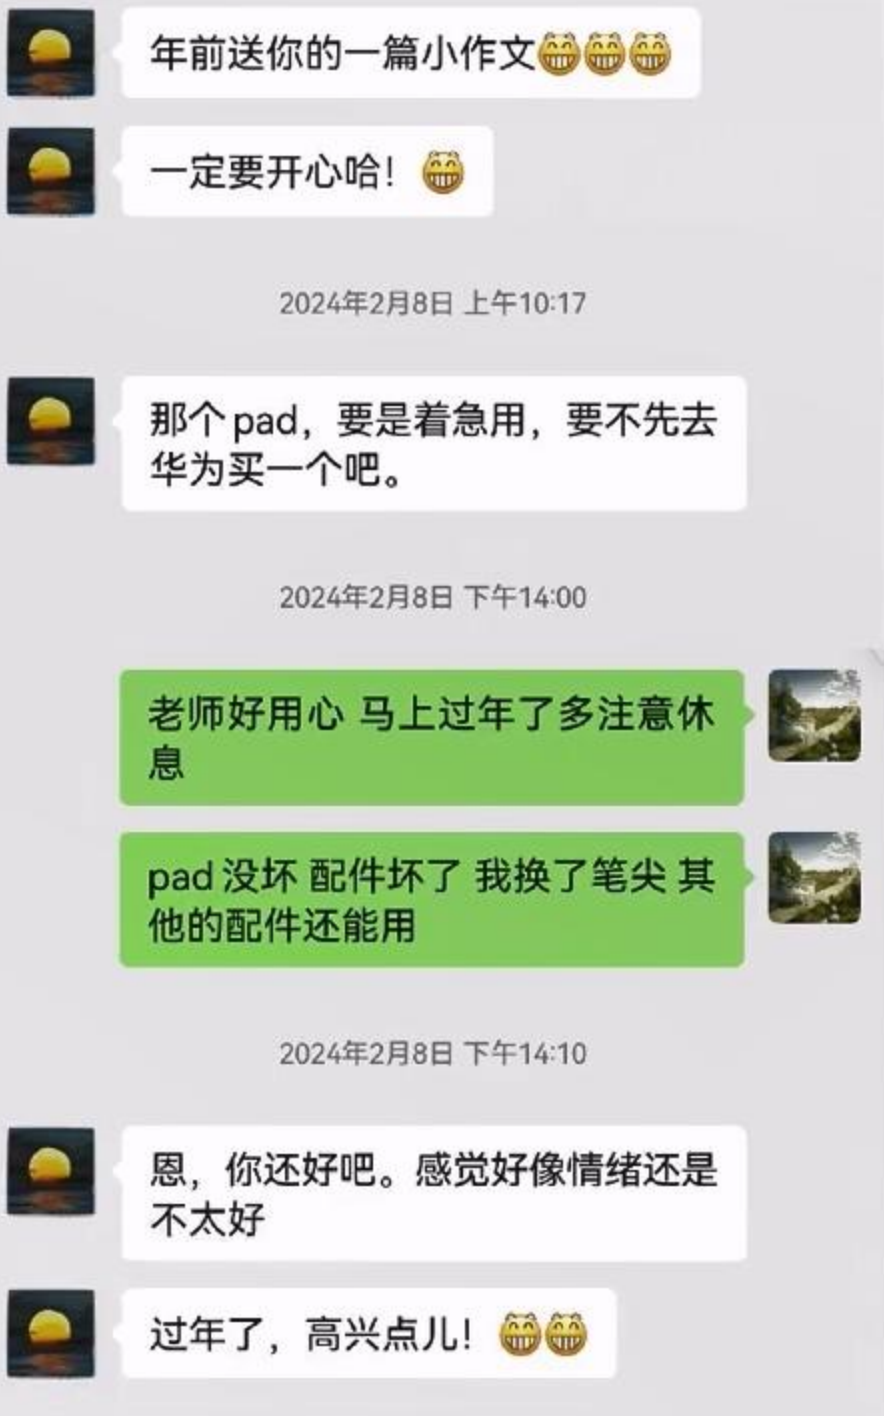 年前送你的一篇小作文😁😁😁
一定要开心哈！😁
2024年2月8日 上午10:17
那个pad，要是着急用，要不先去
华为买一个吧。
2024年2月8日 下午14:00
老师好用心 马上过年了多注意休
息
pad没坏 配件坏了 我换了笔尖 其
他的配件还能用
2024年2月8日 下午14:10
恩，你还好吧。感觉好像情绪还是
不太好
过年了，高兴点儿！😁😁